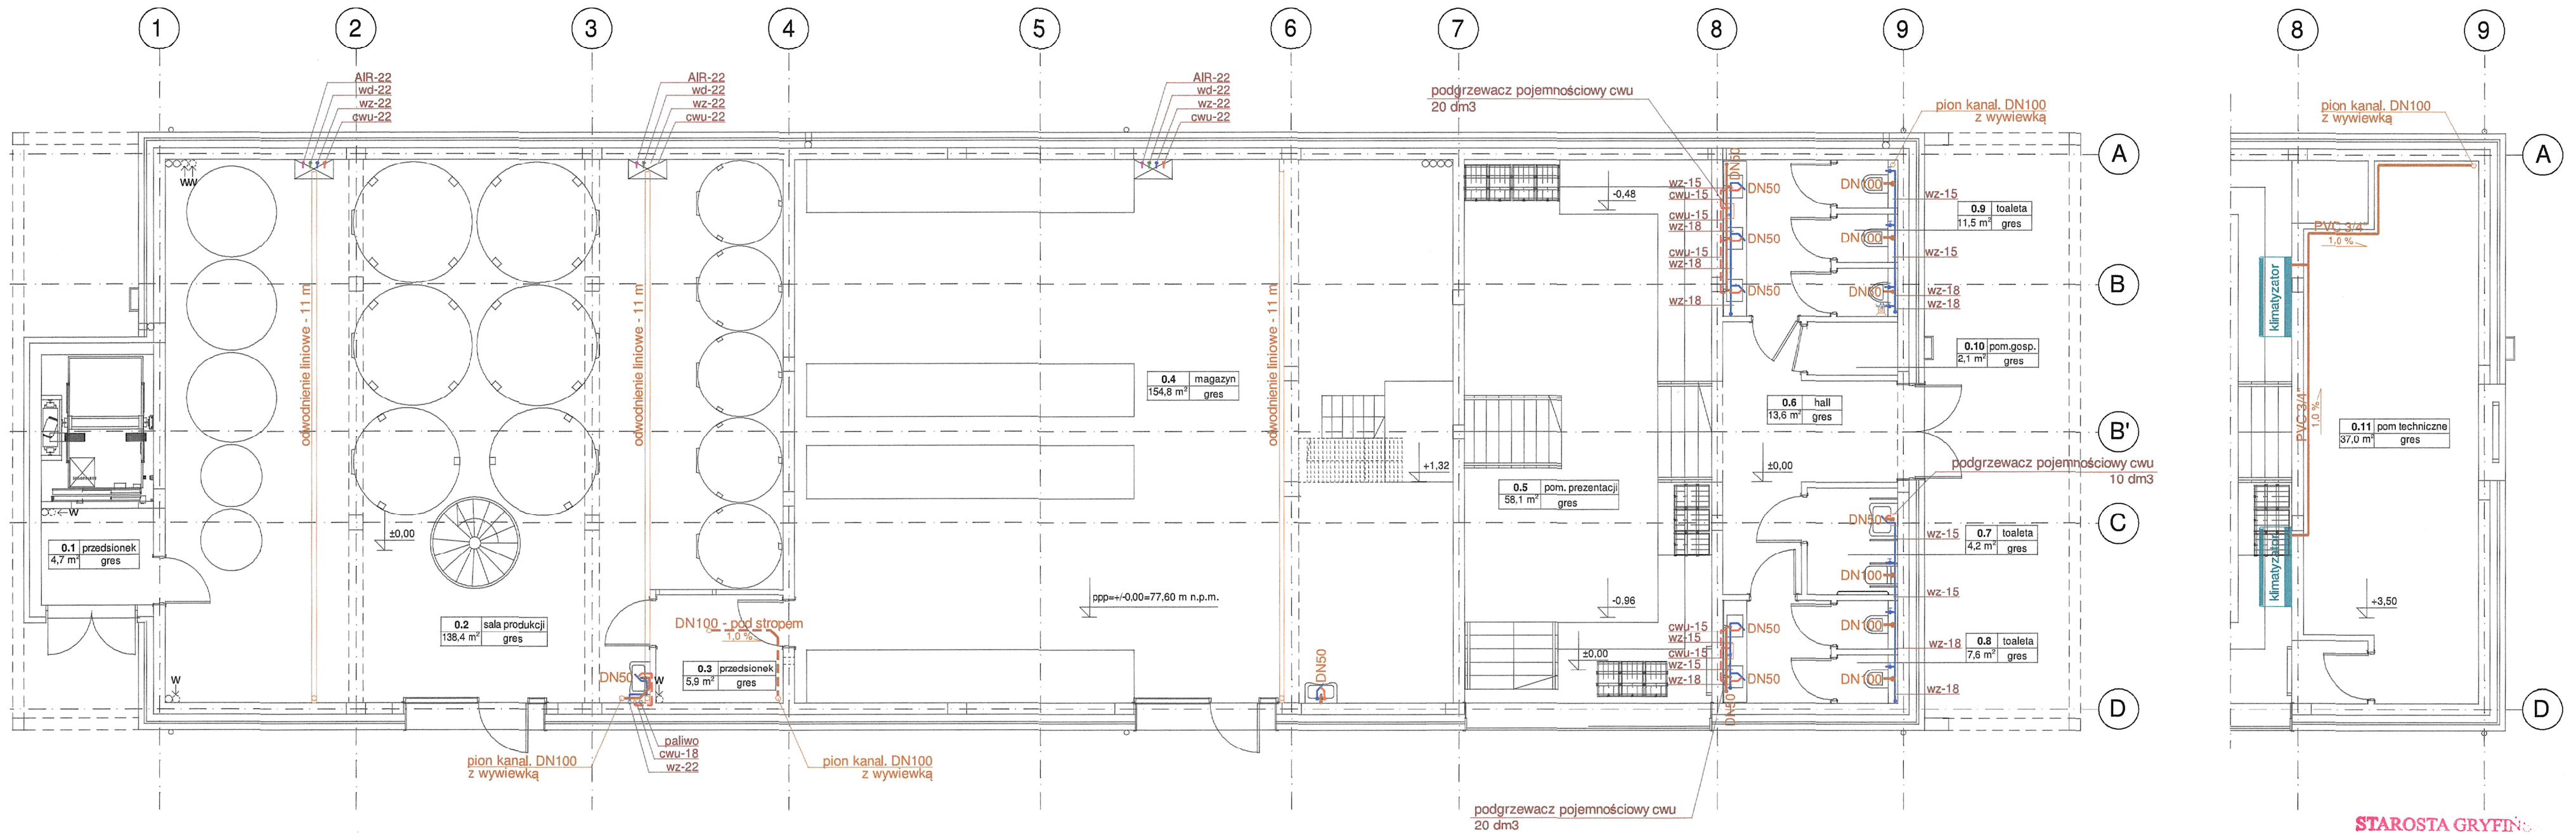 1 2 3 4 5 6 7 8 9 8 9
AIR-22
wd-22
wz-22
cwu-22
AIR-22
wd-22
wz-22
cwu-22
AIR-22
wd-22
wz-22
cwu-22
podgrzewacz pojemnościowy cwu
20 dm3
pion kanal. DN100
z wywiewką
pion kanal. DN100
z wywiewką
A
A
B
B'
C
D
D
WW
odwodnienie liniowe - 11 m
odwodnienie liniowe - 11 m
odwodnienie liniowe - 11 m
-0,48
DN50
wz-15
cwu-15
cwu-15
wz-18
cwu-15
wz-18
wz-18
DN50
DN50
DN50
DN100
DN100
wz-15
wz-15
wz-18
wz-18
0.9 toaleta
11,5 m² gres
0.10 pom.gosp.
2,1 m² gres
0.4 magazyn
154,8 m² gres
0.6 hall
13,6 m² gres
+1,32
±0,00
podgrzewacz pojemnościowy cwu
10 dm3
0.5 pom. prezentacji
58,1 m² gres
W
±0,00
0.1 przedsionek
4,7 m² gres
DN50
wz-15
0.7 toaleta
4,2 m² gres
DN100
wz-15
ppp=+/-0,00=77,60 m n.p.m.
-0.96
0.2 sala produkcji
138,4 m² gres
DN100 - pod stropem
1,0 %
0.3 przedsionek
5,9 m² gres
DN50
W
W
DN50
±0,00
cwu-15
wz-15
cwu-15
wz-15
wz-18
DN50
DN50
DN50
DN100
DN100
wz-18
wz-18
0.8 toaleta
7,6 m² gres
paliwo
cwu-18
wz-22
pion kanal. DN100
z wywiewką
pion kanal. DN100
z wywiewką
podgrzewacz pojemnościowy cwu
20 dm3
PVC 3/4"
1,0 %
klimatyzator
PVC 3/4"
1,0 %
0.11 pom techniczne
37,0 m² gres
klimatyzator
+3,50
STAROSTA GRYFIŃS